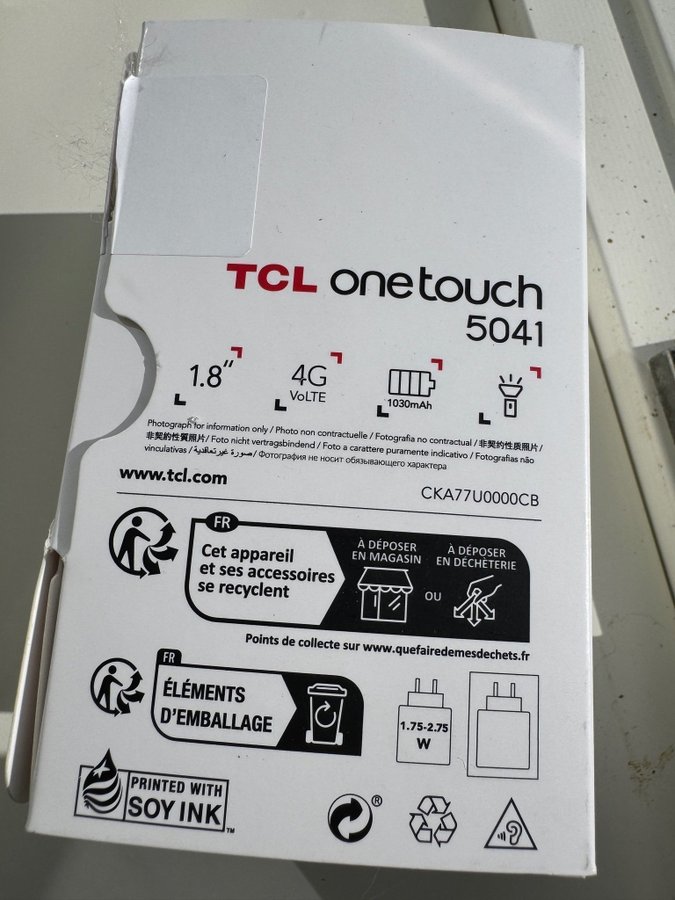 TCL onetouch
5041
1.8"
4G
VoLTE
1030mAh
Photograph for information only / Photo non contractuelle / Fotografia no contractual / 非契约性质照片/
非契約性質照片/ Foto nicht vertragsbindend / Foto a carattere puramente indicativo / Fotografias não
vinculativas / صورة غير تعاقدية / Фотография не носит обязывающего характера
www.tcl.com
CKA77U0000CB
FR
Cet appareil
et ses accessoires
se recyclent
À DÉPOSER
EN MAGASIN
OU
À DÉPOSER
EN DÉCHÈTERIE
Points de collecte sur www.quefairedemesdechets.fr
FR
ÉLÉMENTS
D'EMBALLAGE
1.75-2.75
W
PRINTED WITH
SOY INK
TM
®